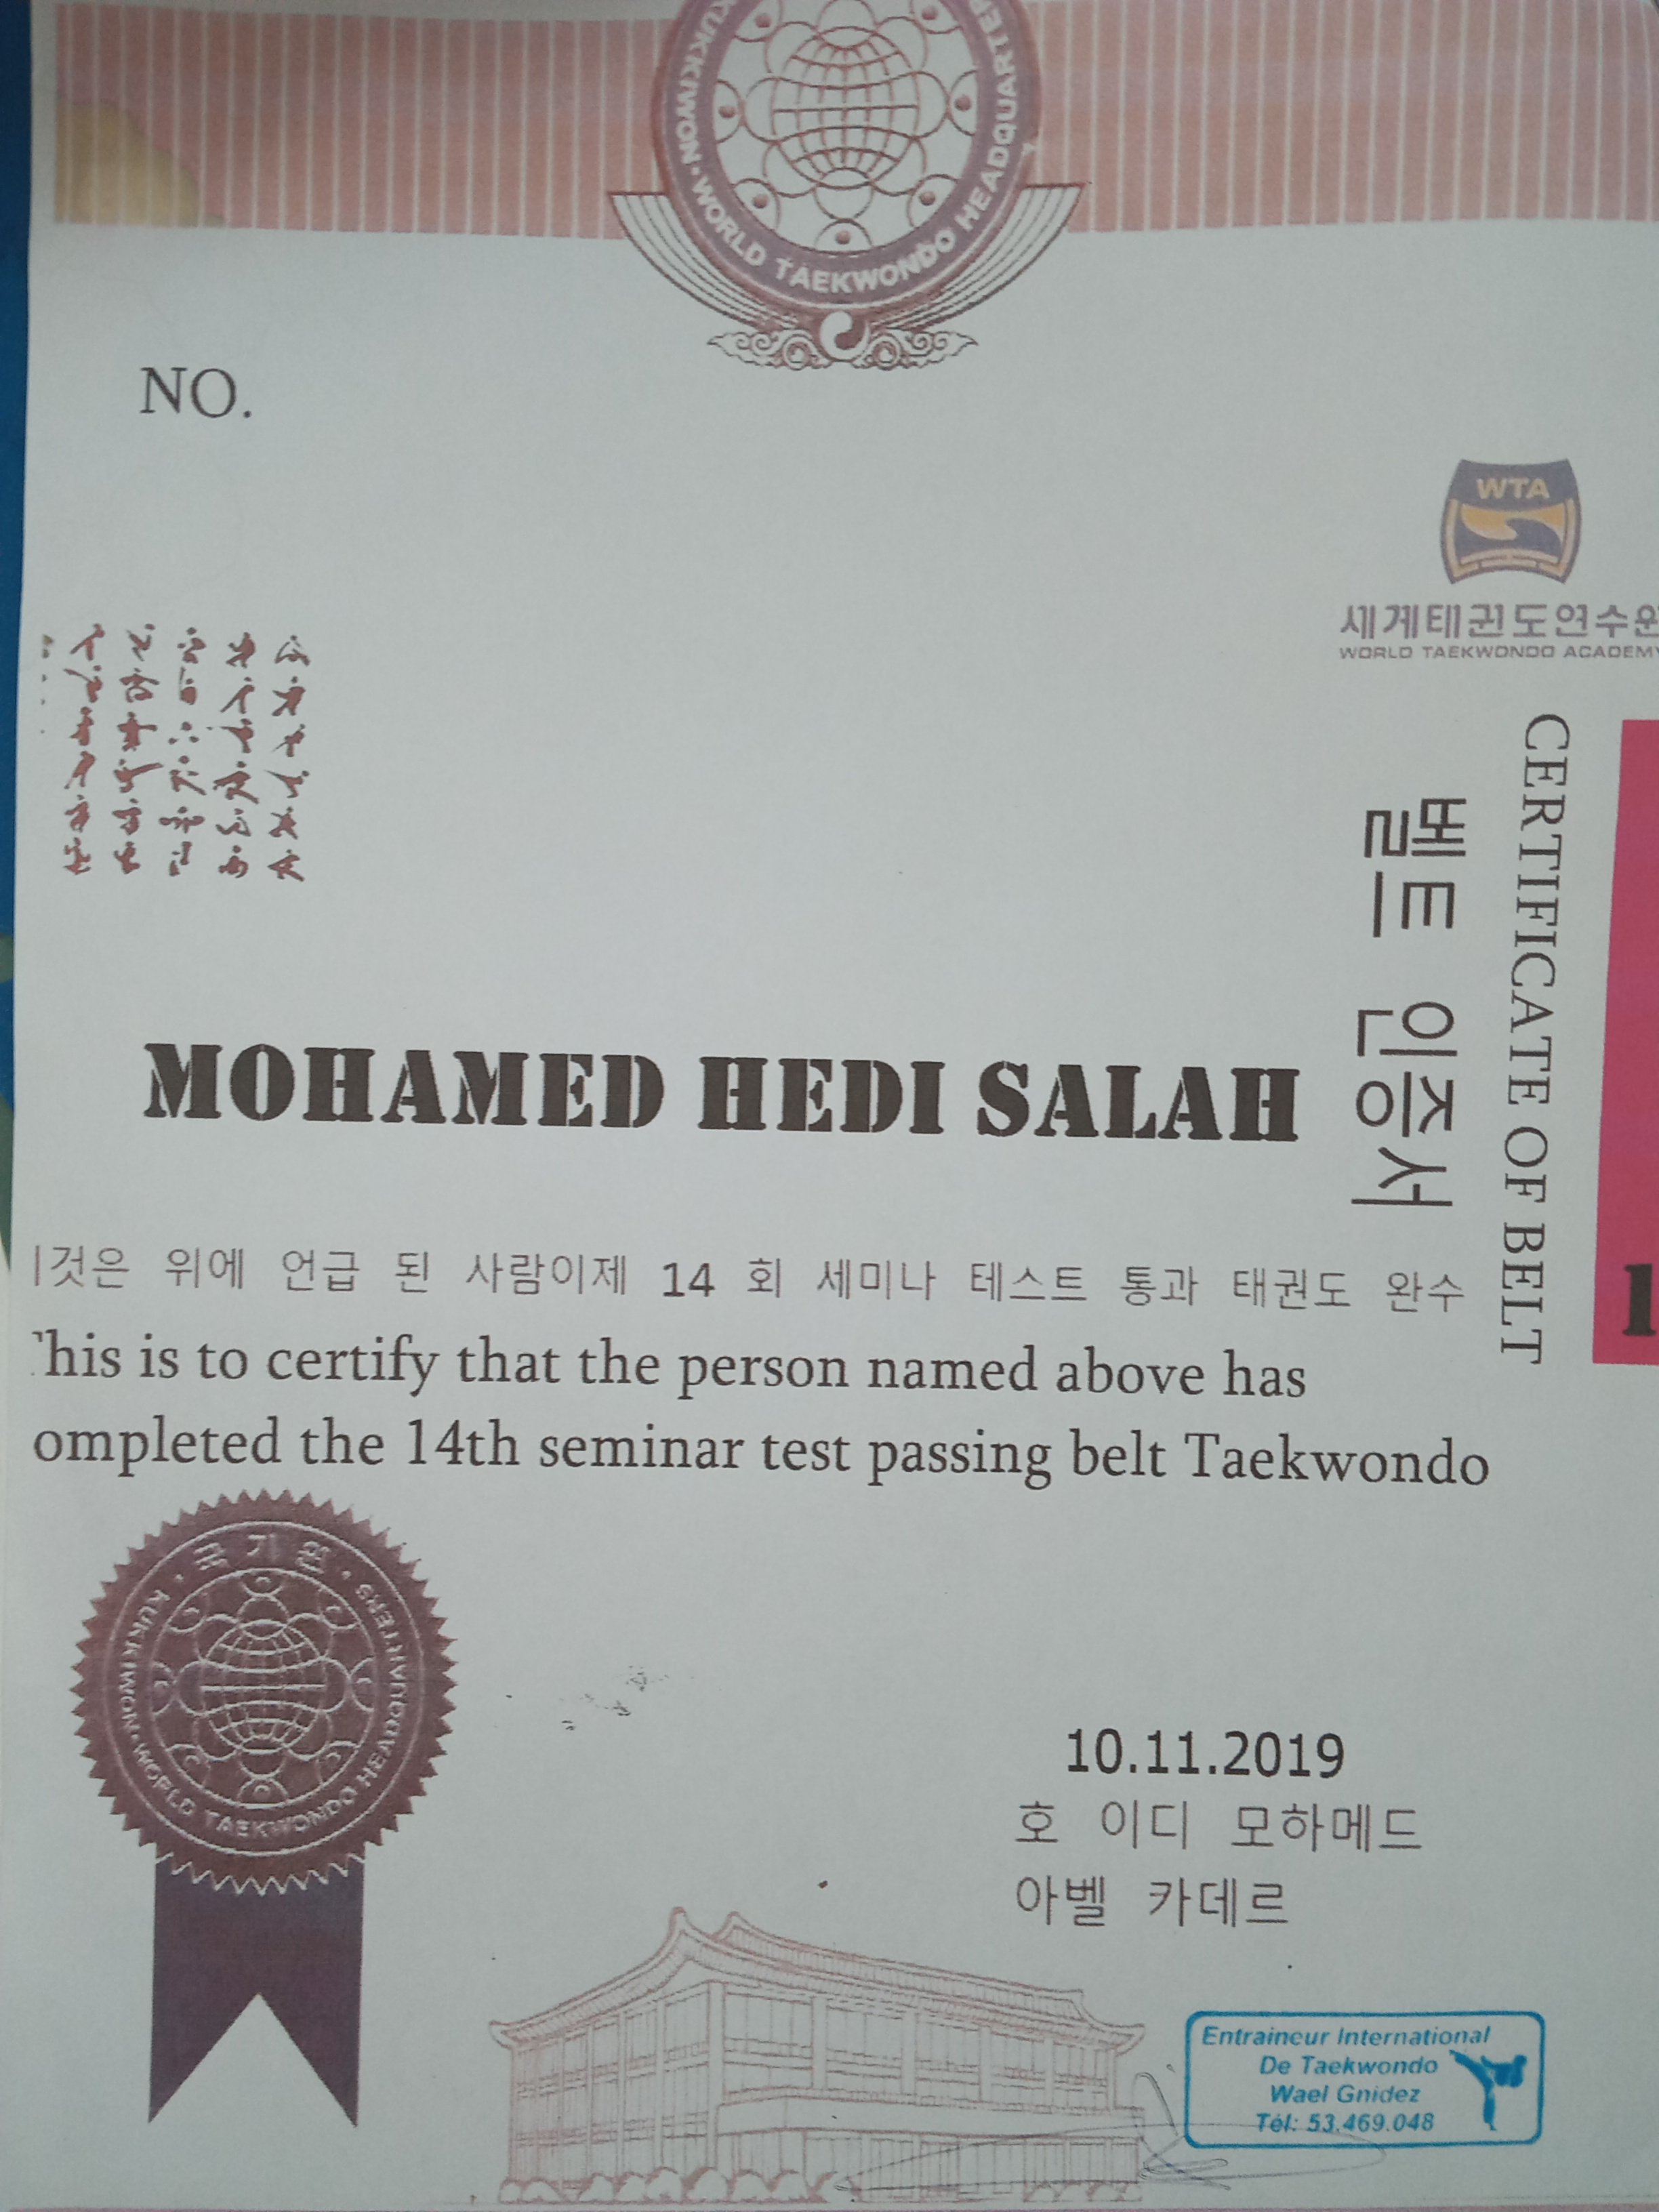 KUKKIWON · WORLD TAEKWONDO HEADQUARTER
NO.
WTA
세계태권도연수원
WORLD TAEKWONDO ACADEMY
CERTIFICATE OF BELT
벨트 인증서
1
MOHAMED HEDI SALAH
것은 위에 언급 된 사람이제 14 회 세미나 테스트 통과 태권도 완수
his is to certify that the person named above has
ompleted the 14th seminar test passing belt Taekwondo
국기원
KUKKIWON · WORLD TAEKWONDO HEADQUARTERS
10.11.2019
호 이디 모하메드
아벨 카데르
Entraineur International
De Taekwondo
Wael Gnidez
Tél: 53.469.048